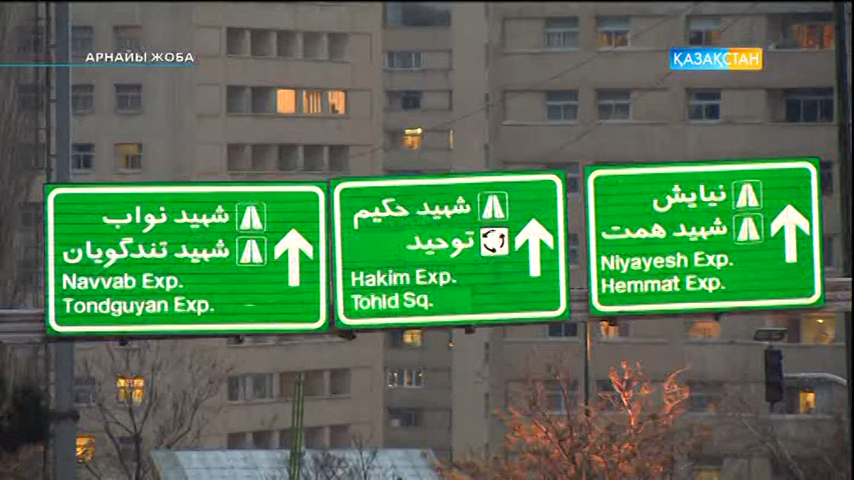 АРНАЙЫ ЖОБА
ҚАЗАҚСТАН
شهید نواب
شهید تندگویان
Navvab Exp.
Tondguyan Exp.
شهید حکیم
توحید
Hakim Exp.
Tohid Sq.
نیایش
شهید همت
Niyayesh Exp.
Hemmat Exp.